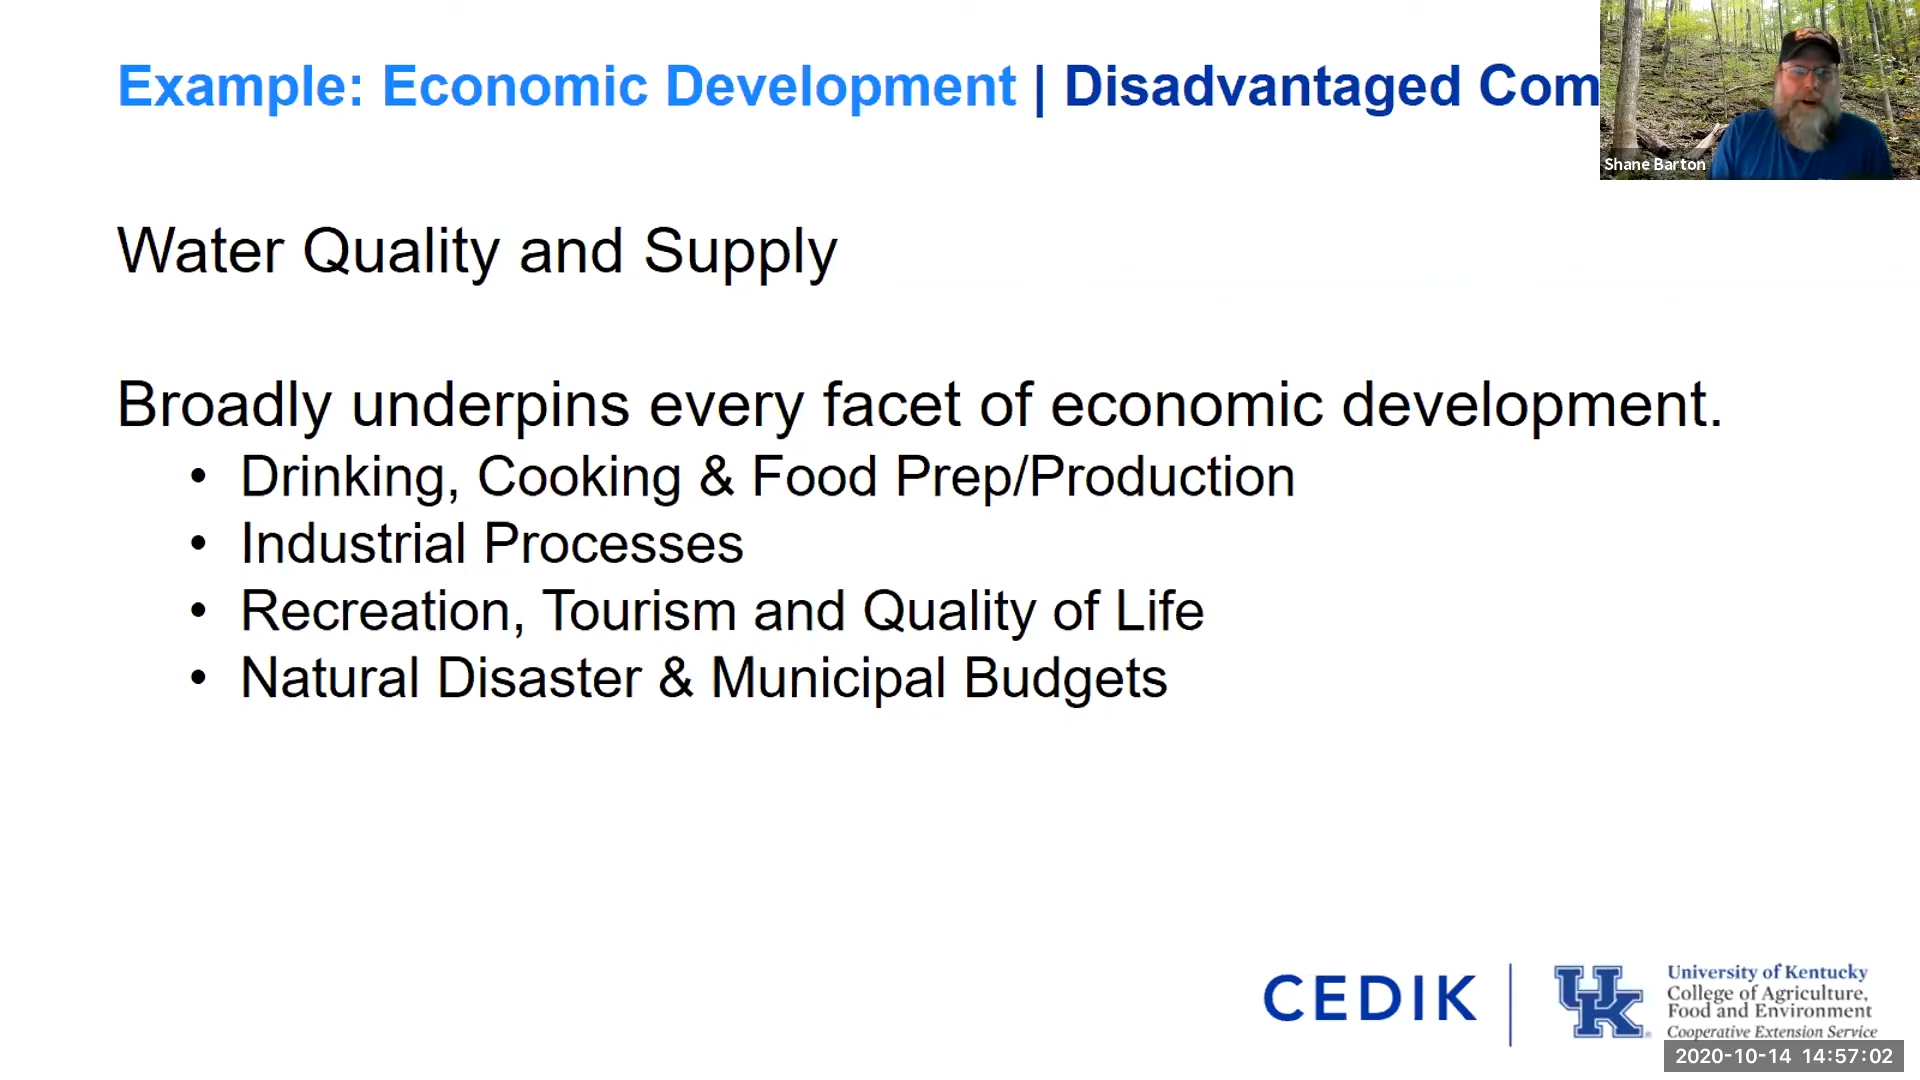 Example: Economic Development | Disadvantaged Com
Shane Barton
Water Quality and Supply
Broadly underpins every facet of economic development.
• Drinking, Cooking & Food Prep/Production
• Industrial Processes
• Recreation, Tourism and Quality of Life
• Natural Disaster & Municipal Budgets
CEDIK
UK
University of Kentucky
College of Agriculture,
Food and Environment
Cooperative Extension Service
2020-10-14 14:57:02